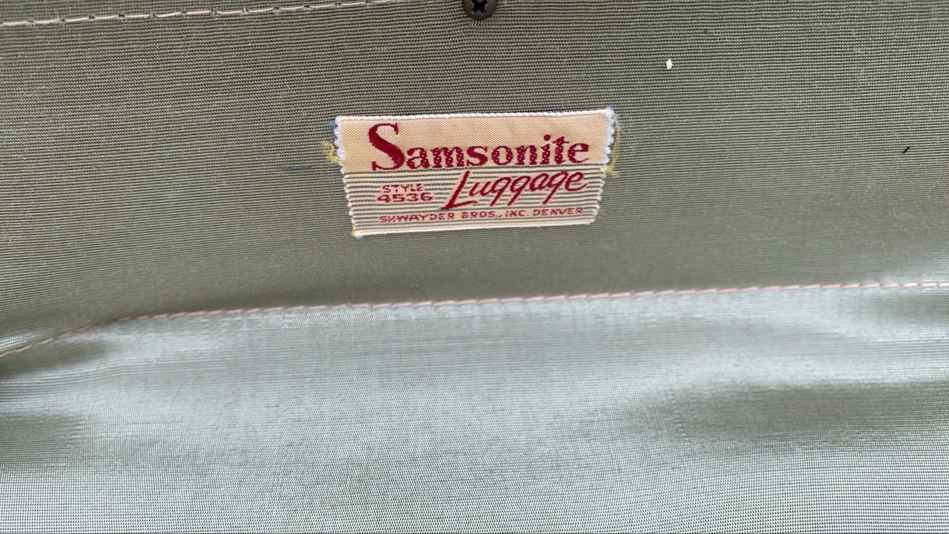 Samsonite
STYLE Luggage
4536
SHWAYDER BROS., INC. DENVER